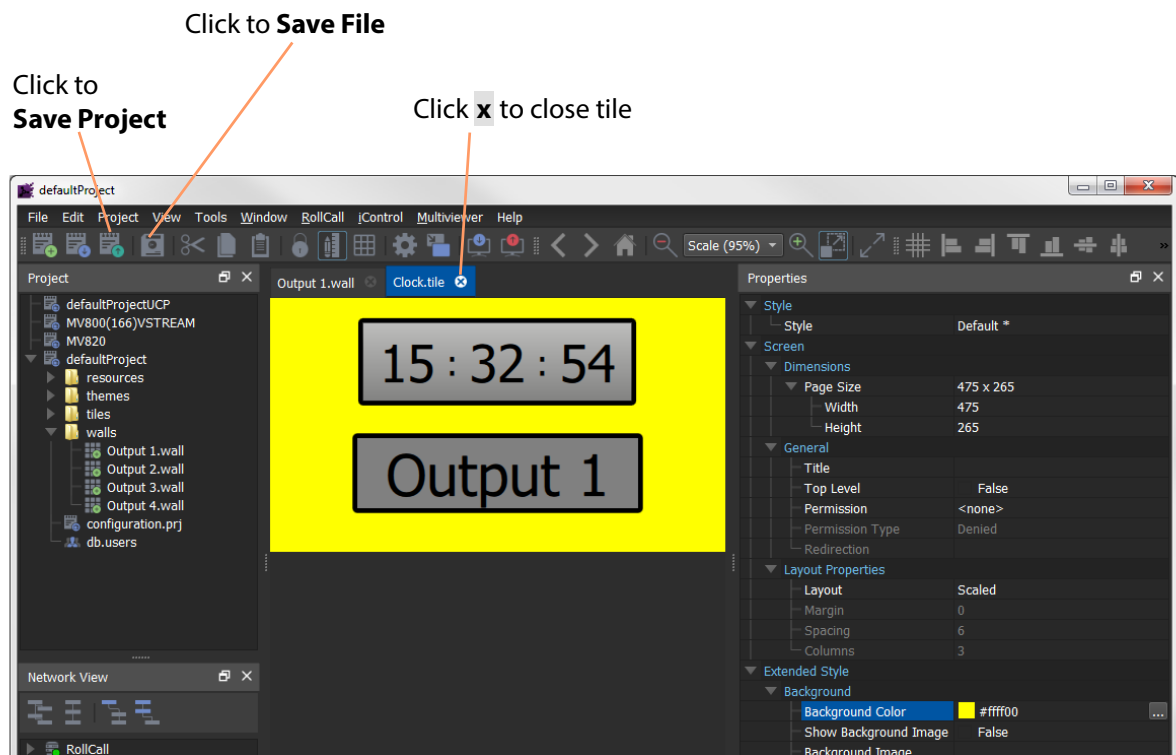 Click to Save File
Click to
Save Project
Click x to close tile
defaultProject
File Edit Project View Tools Window RollCall iControl Multiviewer Help
Scale (95%)
»
Project
Output 1.wall
Clock.tile
Properties
defaultProjectUCP
MV800(166)VSTREAM
MV820
defaultProject
resources
themes
tiles
walls
Output 1.wall
Output 2.wall
Output 3.wall
Output 4.wall
configuration.prj
db.users
15 : 32 : 54
Output 1
Style
Style Default *
Screen
Dimensions
Page Size 475 x 265
Width 475
Height 265
General
Title
Top Level False
Permission <none>
Permission Type Denied
Redirection
Layout Properties
Layout Scaled
Margin 0
Spacing 6
Columns 3
Extended Style
Background
Background Color #ffff00 ...
Show Background Image False
Background Image
Network View
RollCall